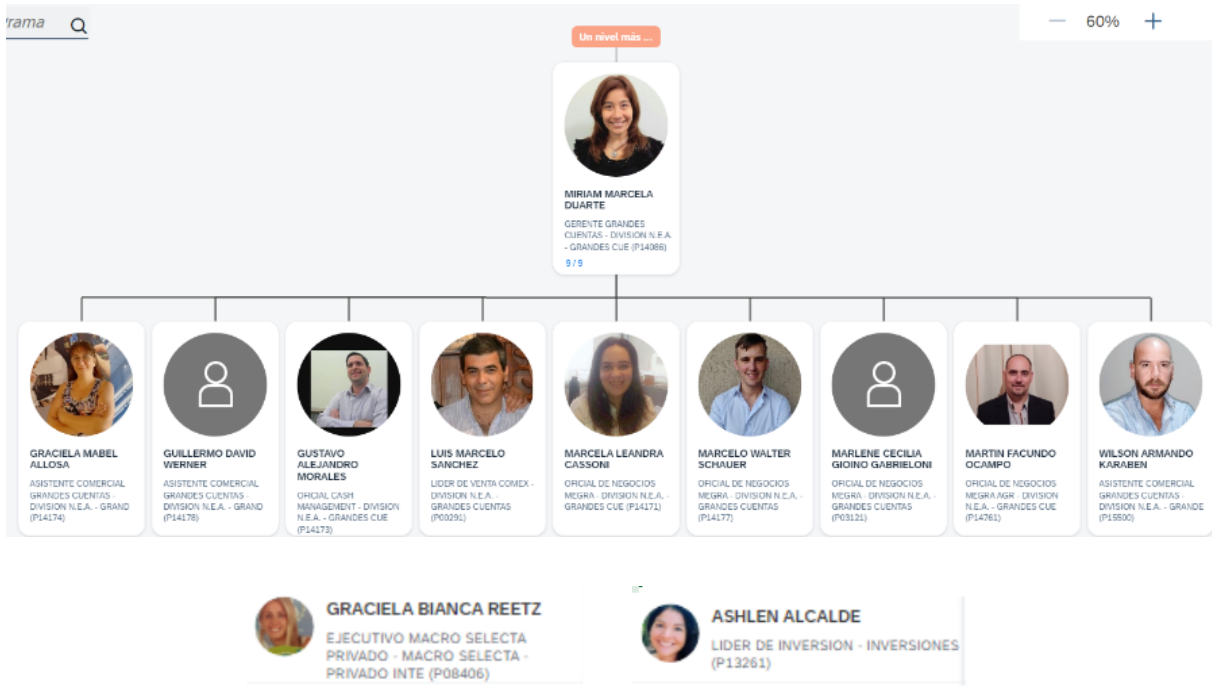 rama
60%
Un nivel más ...
MIRIAM MARCELA
DUARTE
GERENTE GRANDES
CUENTAS - DIVISION N.E.A.
- GRANDES CUE (P14086)
9 / 9
GRACIELA MABEL
ALLOSA
ASISTENTE COMERCIAL
GRANDES CUENTAS -
DIVISION N.E.A. - GRAND
(P14174)
GUILLERMO DAVID
WERNER
ASISTENTE COMERCIAL
GRANDES CUENTAS -
DIVISION N.E.A. - GRAND
(P14178)
GUSTAVO
ALEJANDRO
MORALES
OFICIAL CASH
MANAGEMENT - DIVISION
N.E.A. - GRANDES CUE
(P14173)
LUIS MARCELO
SANCHEZ
LIDER DE VENTA COMEX -
DIVISION N.E.A. -
GRANDES CUENTAS
(P00291)
MARCELA LEANDRA
CASSONI
OFICIAL DE NEGOCIOS
MEGRA - DIVISION N.E.A. -
GRANDES CUE (P14171)
MARCELO WALTER
SCHAUER
OFICIAL DE NEGOCIOS
MEGRA - DIVISION N.E.A. -
GRANDES CUENTAS
(P14177)
MARLENE CECILIA
GIOINO GABRIELONI
OFICIAL DE NEGOCIOS
MEGRA - DIVISION N.E.A. -
GRANDES CUENTAS
(P03121)
MARTIN FACUNDO
OCAMPO
OFICIAL DE NEGOCIOS
MEGRA AGR - DIVISION
N.E.A. - GRANDES CUE
(P14761)
WILSON ARMANDO
KARABEN
ASISTENTE COMERCIAL
GRANDES CUENTAS -
DIVISION N.E.A. - GRANDE
(P15500)
GRACIELA BIANCA REETZ
EJECUTIVO MACRO SELECTA
PRIVADO - MACRO SELECTA -
PRIVADO INTE (P08406)
ASHLEN ALCALDE
LIDER DE INVERSION - INVERSIONES
(P13261)